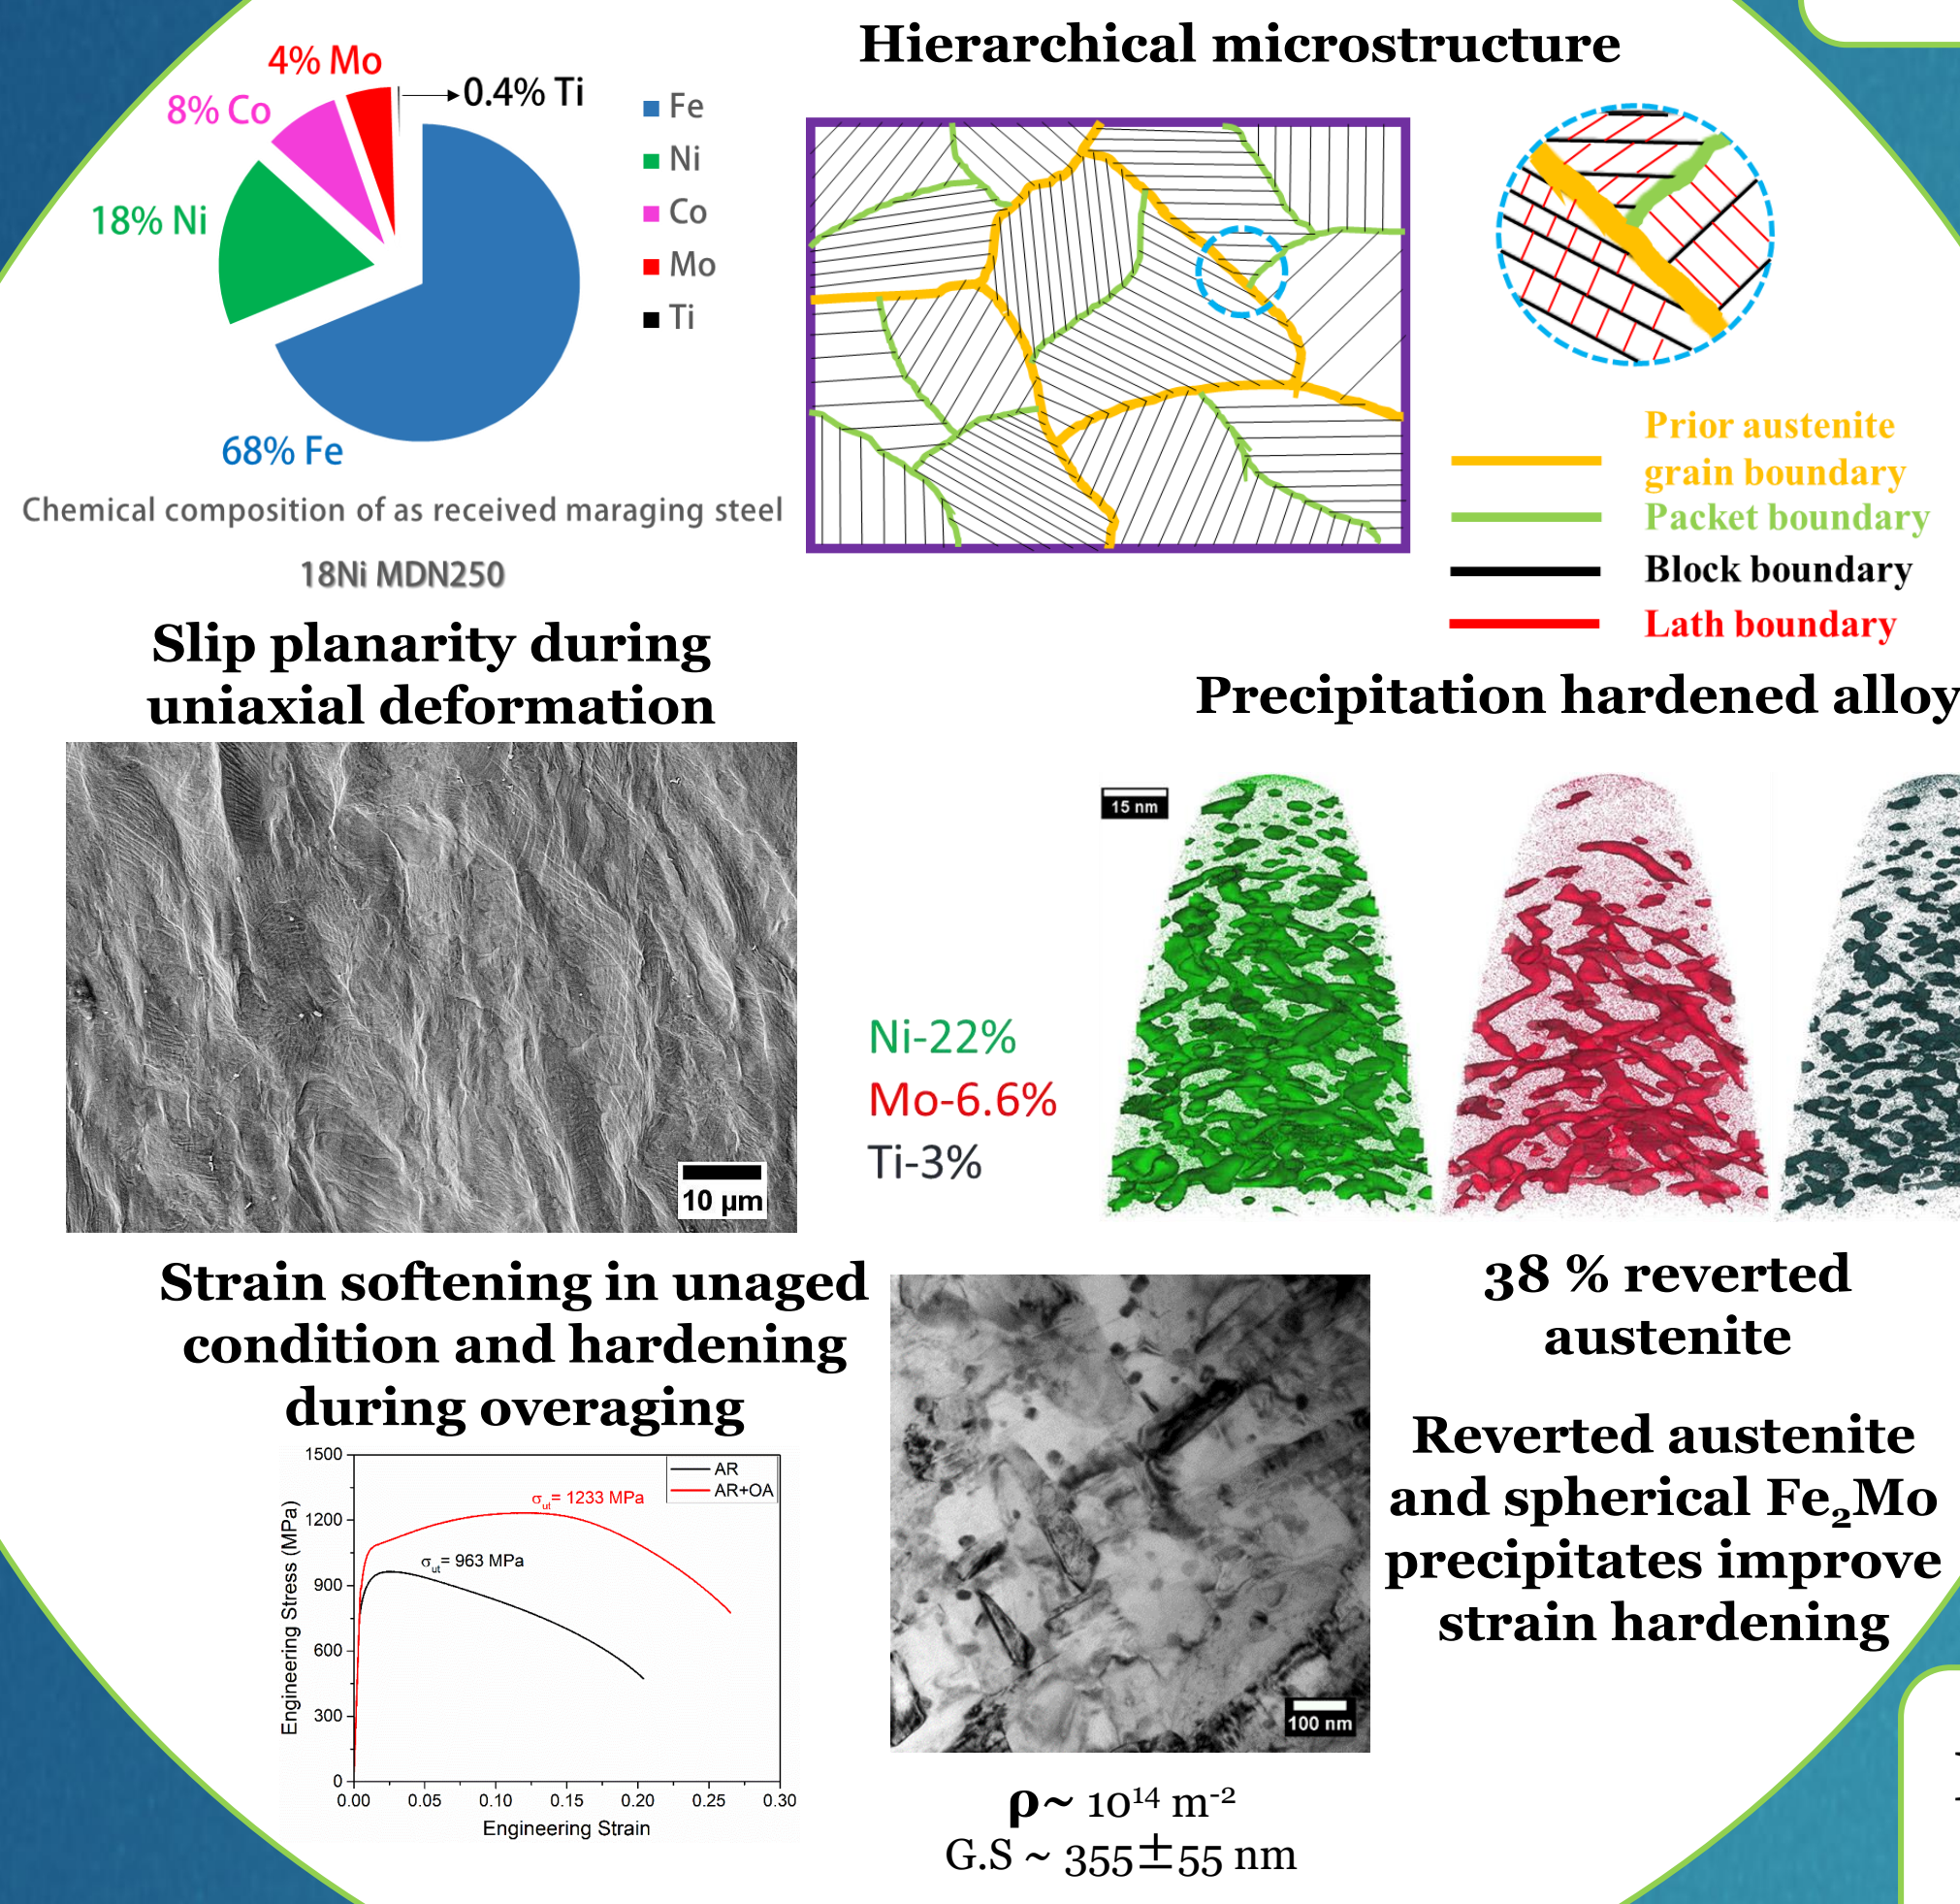 4% Mo
8% Co
0.4% Ti
18% Ni
68% Fe
Fe
Ni
Co
Mo
Ti
Chemical composition of as received maraging steel
18Ni MDN250
Hierarchical microstructure
Prior austenite
grain boundary
Packet boundary
Block boundary
Lath boundary
Slip planarity during
uniaxial deformation
10 µm
Precipitation hardened alloy
15 nm
Ni-22%
Mo-6.6%
Ti-3%
Strain softening in unaged
condition and hardening
during overaging
1500
1200
900
600
300
0
Engineering Stress (MPa)
AR
AR+OA
σut= 1233 MPa
σut= 963 MPa
0.00 0.05 0.10 0.15 0.20 0.25 0.30
Engineering Strain
100 nm
ρ~ 10¹⁴ m⁻²
G.S ~ 355±55 nm
38 % reverted
austenite
Reverted austenite
and spherical Fe₂Mo
precipitates improve
strain hardening